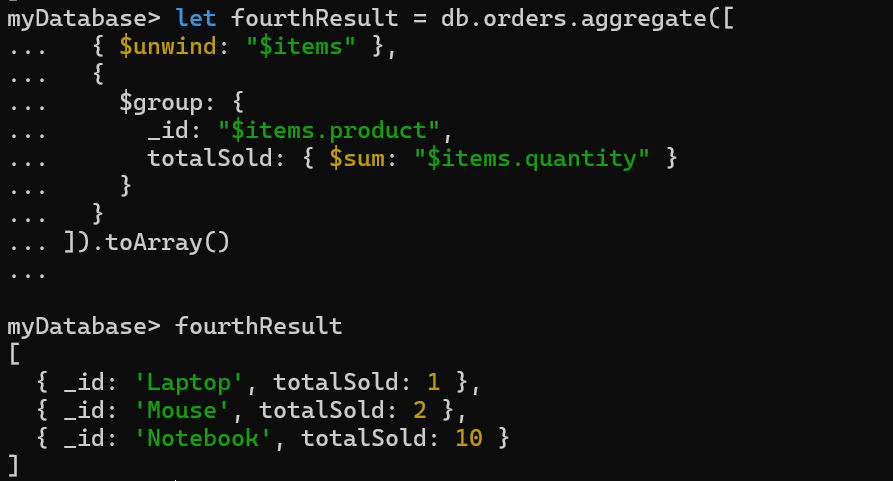 myDatabase> let fourthResult = db.orders.aggregate([
...   { $unwind: "$items" },
...   {
...     $group: {
...       _id: "$items.product",
...       totalSold: { $sum: "$items.quantity" }
...     }
...   }
... ]).toArray()
...
myDatabase> fourthResult
[
  { _id: 'Laptop', totalSold: 1 },
  { _id: 'Mouse', totalSold: 2 },
  { _id: 'Notebook', totalSold: 10 }
]